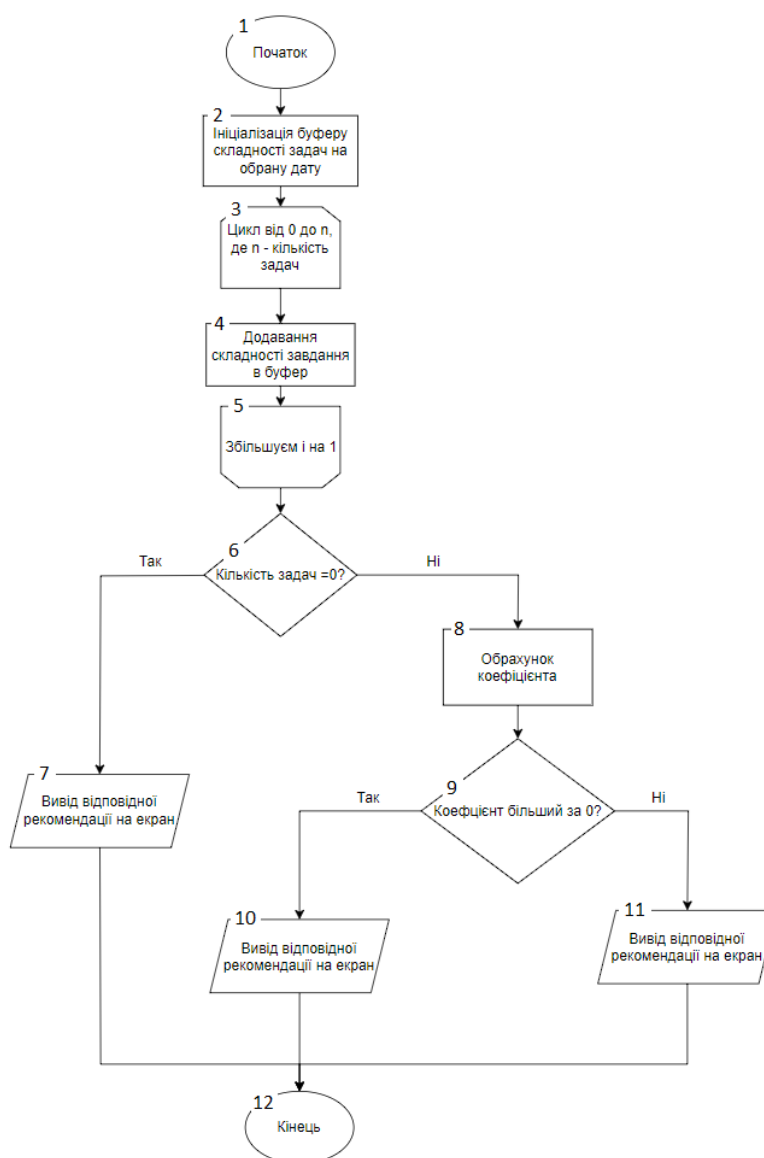 1
Початок
2
Ініціалізація буферу
складності задач на
обрану дату
3
Цикл від 0 до n,
де n - кількість
задач
4
Додавання
складності завдання
в буфер
5
Збільшуєм і на 1
6
Кількість задач =0?
Так
Ні
7
Вивід відповідної
рекомендації на екран
8
Обрахунок
коефіцієнта
9
Коефцієнт більший за 0?
Так
Ні
10
Вивід відповідної
рекомендації на екран
11
Вивід відповідної
рекомендації на екран
12
Кінець